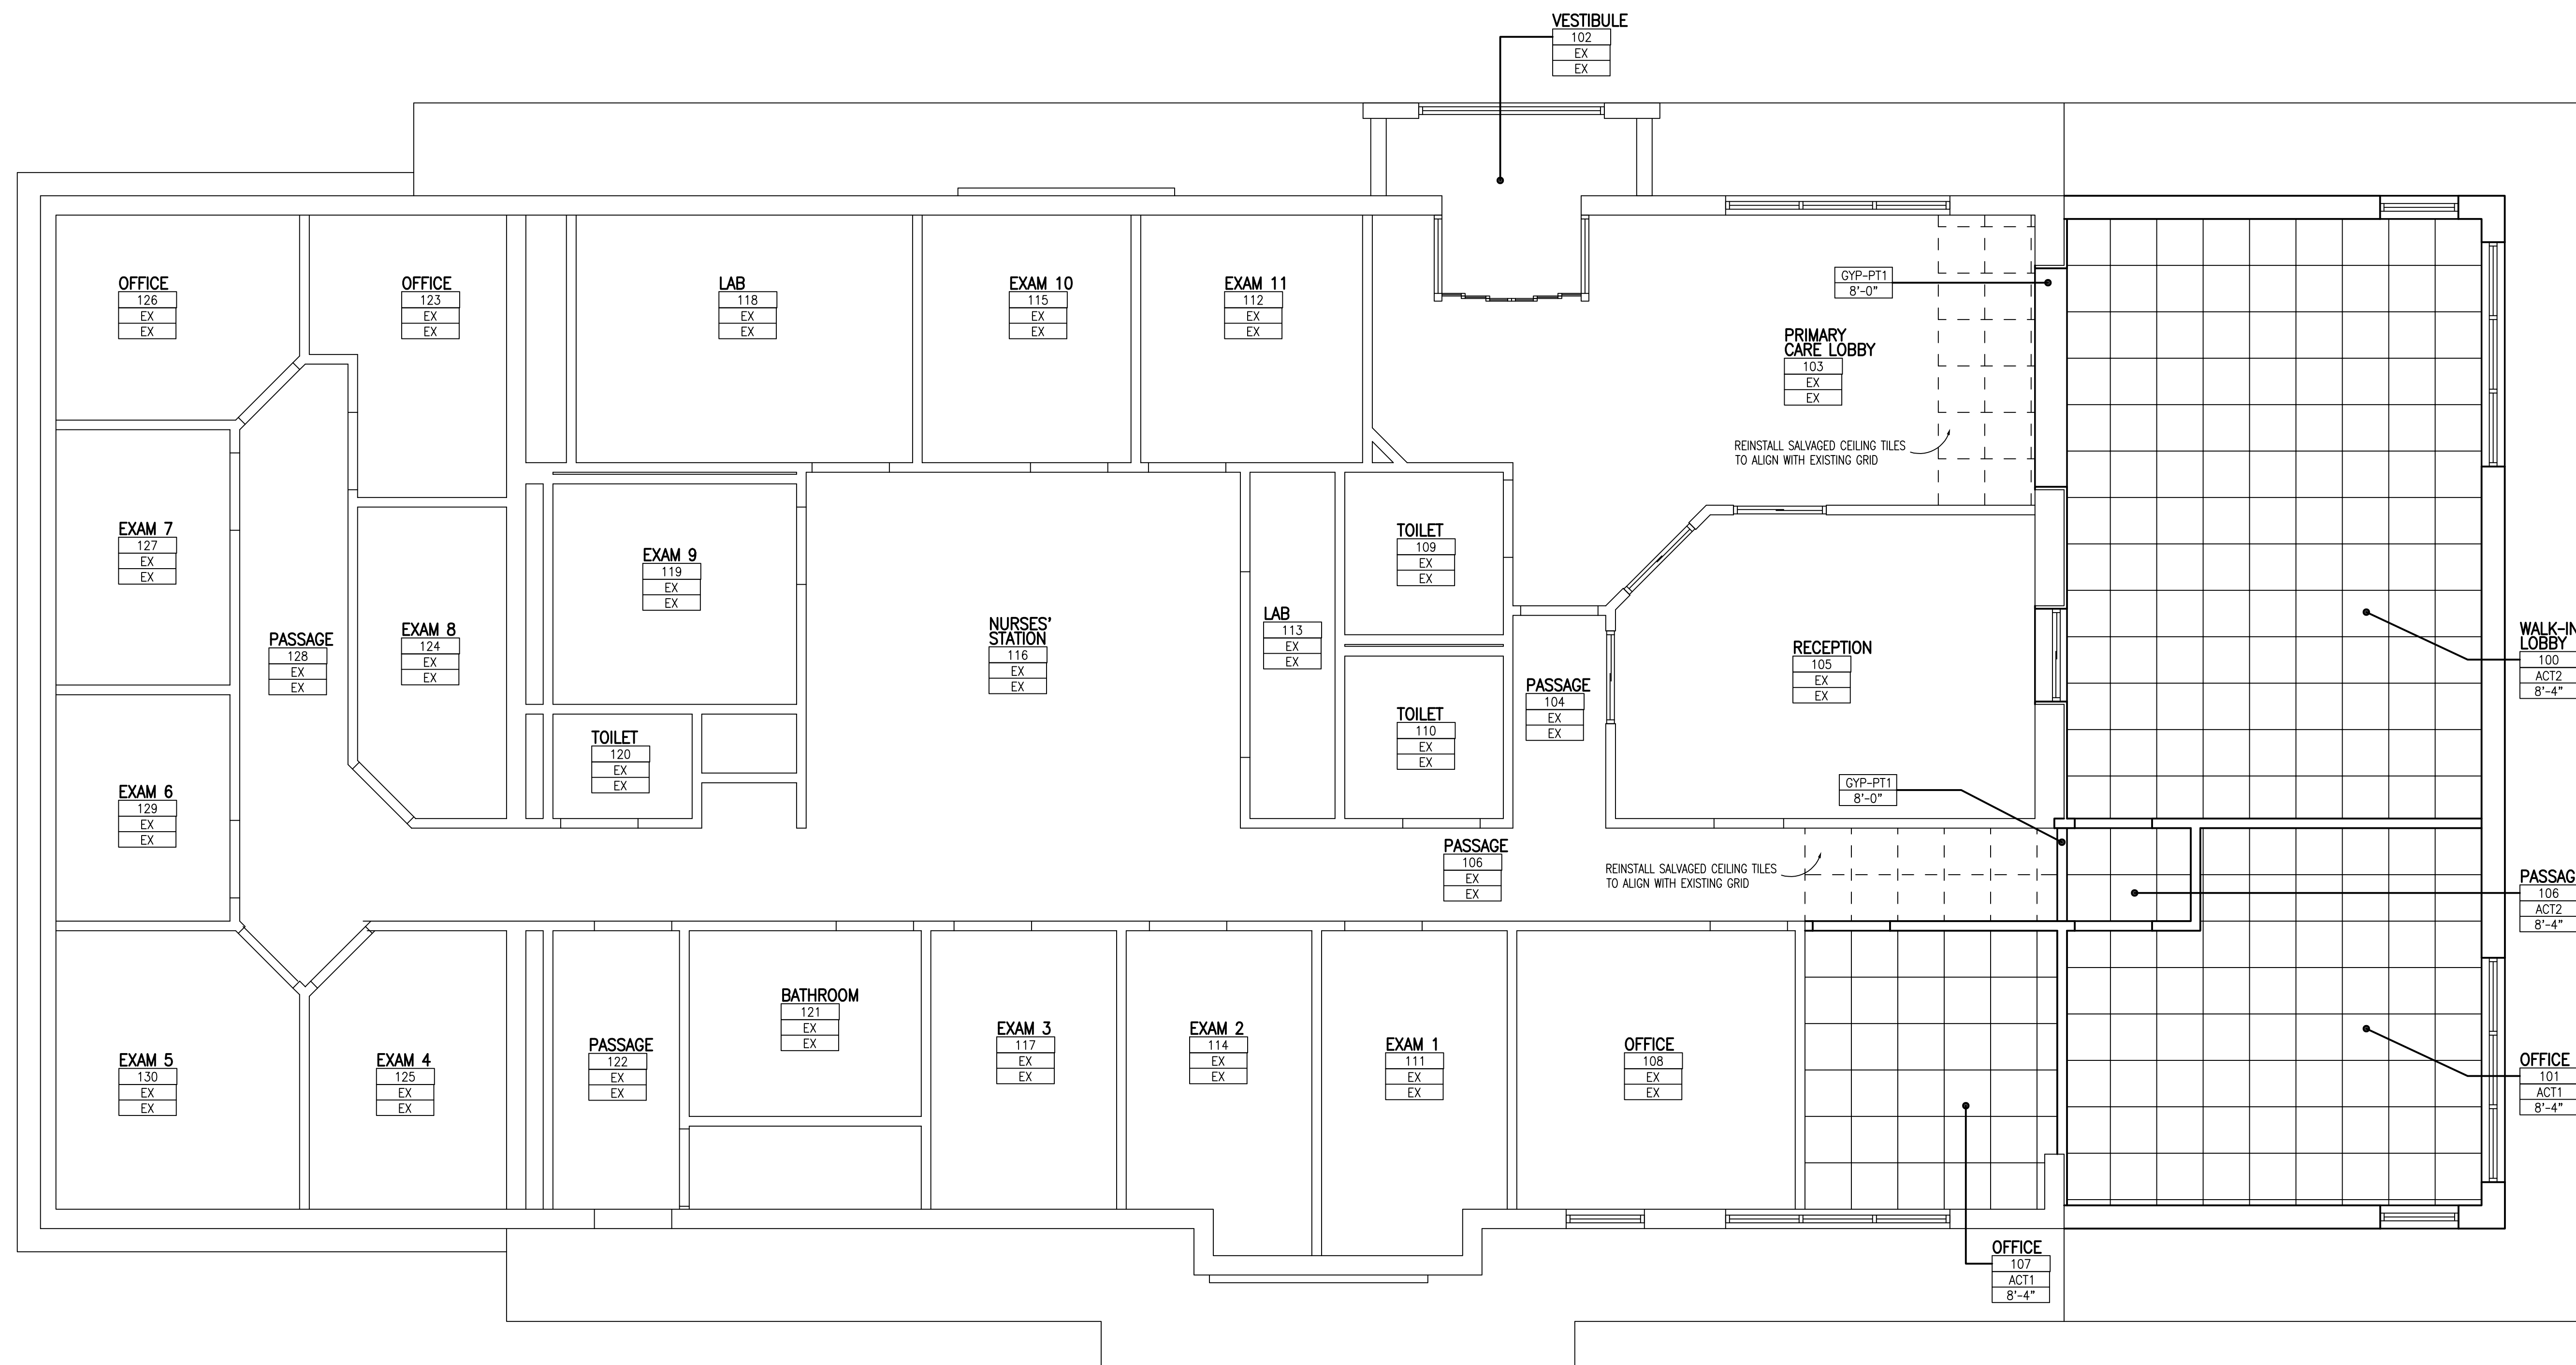 VESTIBULE
102
EX
EX
OFFICE
126
EX
EX
OFFICE
123
EX
EX
LAB
118
EX
EX
EXAM 10
115
EX
EX
EXAM 11
112
EX
EX
GYP-PT1
8'-0"
PRIMARY
CARE LOBBY
103
EX
EX
REINSTALL SALVAGED CEILING TILES
TO ALIGN WITH EXISTING GRID
EXAM 7
127
EX
EX
EXAM 9
119
EX
EX
TOILET
109
EX
EX
PASSAGE
128
EX
EX
EXAM 8
124
EX
EX
NURSES'
STATION
116
EX
EX
LAB
113
EX
EX
RECEPTION
105
EX
EX
WALK-IN
LOBBY
100
ACT2
8'-4"
PASSAGE
104
EX
EX
TOILET
110
EX
EX
TOILET
120
EX
EX
EXAM 6
129
EX
EX
GYP-PT1
8'-0"
PASSAGE
106
EX
EX
REINSTALL SALVAGED CEILING TILES
TO ALIGN WITH EXISTING GRID
PASSAG
106
ACT2
8'-4"
EXAM 5
130
EX
EX
EXAM 4
125
EX
EX
PASSAGE
122
EX
EX
BATHROOM
121
EX
EX
EXAM 3
117
EX
EX
EXAM 2
114
EX
EX
EXAM 1
111
EX
EX
OFFICE
108
EX
EX
OFFICE
101
ACT1
8'-4"
OFFICE
107
ACT1
8'-4"